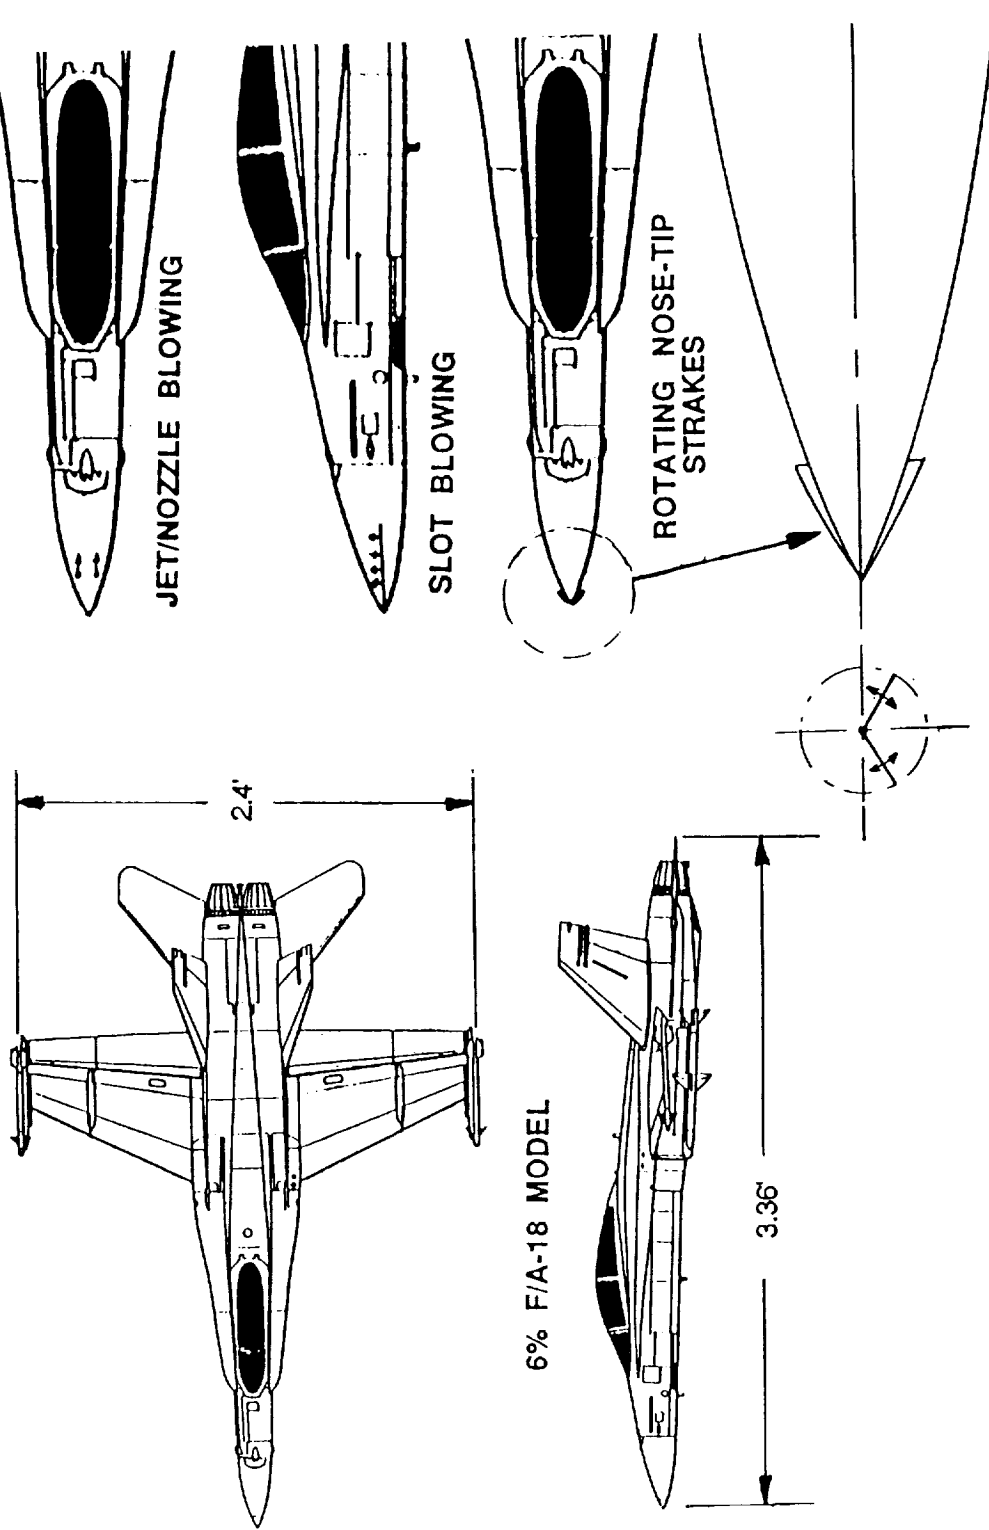 JET/NOZZLE BLOWING
SLOT BLOWING
ROTATING NOSE-TIP
STRAKES
2.4'
6% F/A-18 MODEL
3.36'